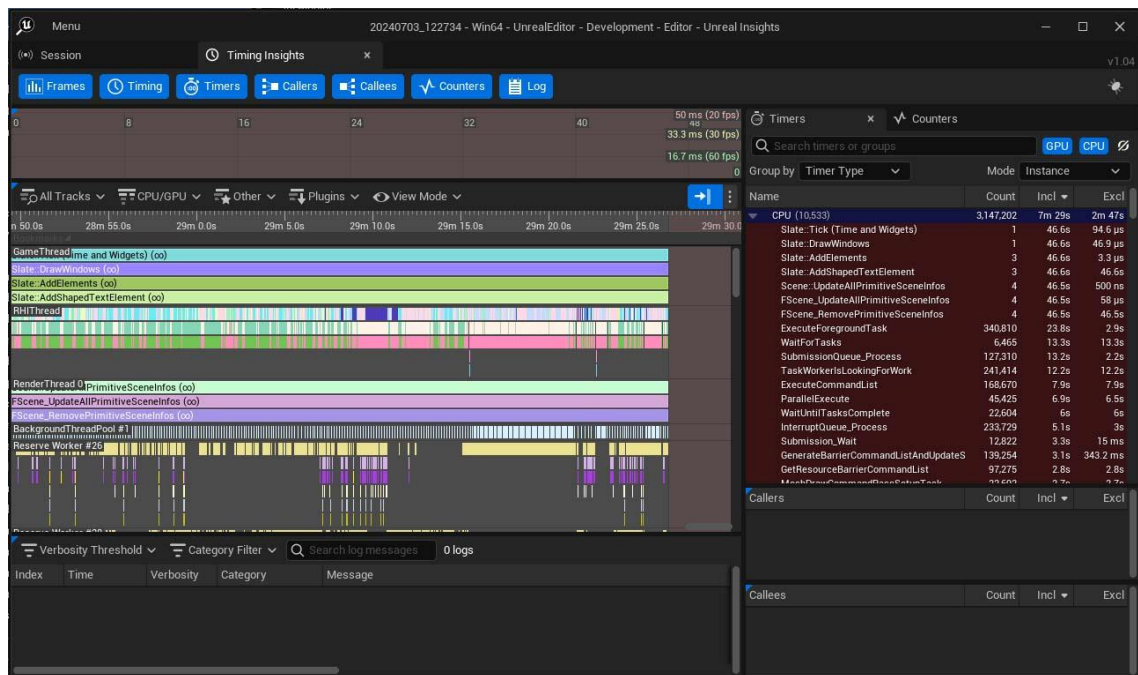 Menu
20240703_122734 - Win64 - UnrealEditor - Development - Editor - Unreal Insights
Session
Timing Insights
v1.04
Frames Timing Timers Callers Callees Counters Log
0 8 16 24 32 40 48
50 ms (20 fps)
33.3 ms (30 fps)
16.7 ms (60 fps)
0
All Tracks CPU/GPU Other Plugins View Mode
n 50.0s 28m 55.0s 29m 0.0s 29m 5.0s 29m 10.0s 29m 15.0s 29m 20.0s 29m 25.0s 29m 30.0
GameThread ime and Widgets) (∞)
Slate::DrawWindows (∞)
Slate::AddElements (∞)
Slate::AddShapedTextElement (∞)
RHIThread
RenderThread 0 PrimitiveSceneInfos (∞)
FScene_UpdateAllPrimitiveSceneInfos (∞)
FScene_RemovePrimitiveSceneInfos (∞)
BackgroundThreadPool #1
Reserve Worker #26
Verbosity Threshold Category Filter Search log messages 0 logs
Index Time Verbosity Category Message
Timers Counters
Search timers or groups GPU CPU
Group by Timer Type Mode Instance
Name Count Incl Excl
CPU (10,533) 3,147,202 7m 29s 2m 47s
Slate::Tick (Time and Widgets) 1 46.6s 94.6 µs
Slate::DrawWindows 1 46.6s 46.9 µs
Slate::AddElements 3 46.6s 3.3 µs
Slate::AddShapedTextElement 3 46.6s 46.6s
Scene::UpdateAllPrimitiveSceneInfos 4 46.5s 500 ns
FScene_UpdateAllPrimitiveSceneInfos 4 46.5s 58 µs
FScene_RemovePrimitiveSceneInfos 4 46.5s 46.5s
ExecuteForegroundTask 340,810 23.8s 2.9s
WaitForTasks 6,465 13.3s 13.3s
SubmissionQueue_Process 127,310 13.2s 2.2s
TaskWorkerIsLookingForWork 241,414 12.2s 12.2s
ExecuteCommandList 168,670 7.9s 7.9s
ParallelExecute 45,425 6.9s 6.5s
WaitUntilTasksComplete 22,604 6s 6s
InterruptQueue_Process 233,729 5.1s 3s
Submission_Wait 12,822 3.3s 15 ms
GenerateBarrierCommandListAndUpdateS 139,254 3.1s 343.2 ms
GetResourceBarrierCommandList 97,275 2.8s 2.8s
Callers Count Incl Excl
Callees Count Incl Excl